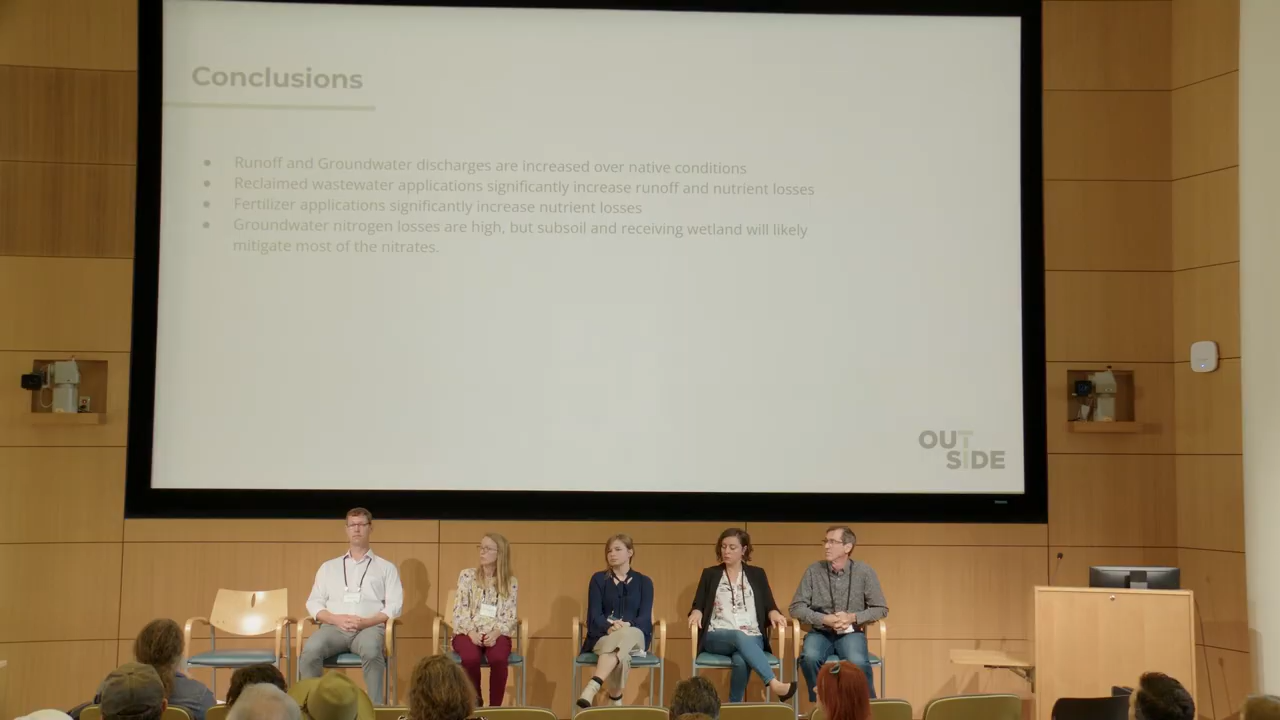 Conclusions
Runoff and Groundwater discharges are increased over native conditions
Reclaimed wastewater applications significantly increase runoff and nutrient losses
Fertilizer applications significantly increase nutrient losses
Groundwater nitrogen losses are high, but subsoil and receiving wetland will likely
mitigate most of the nitrates.
OUT
SIDE